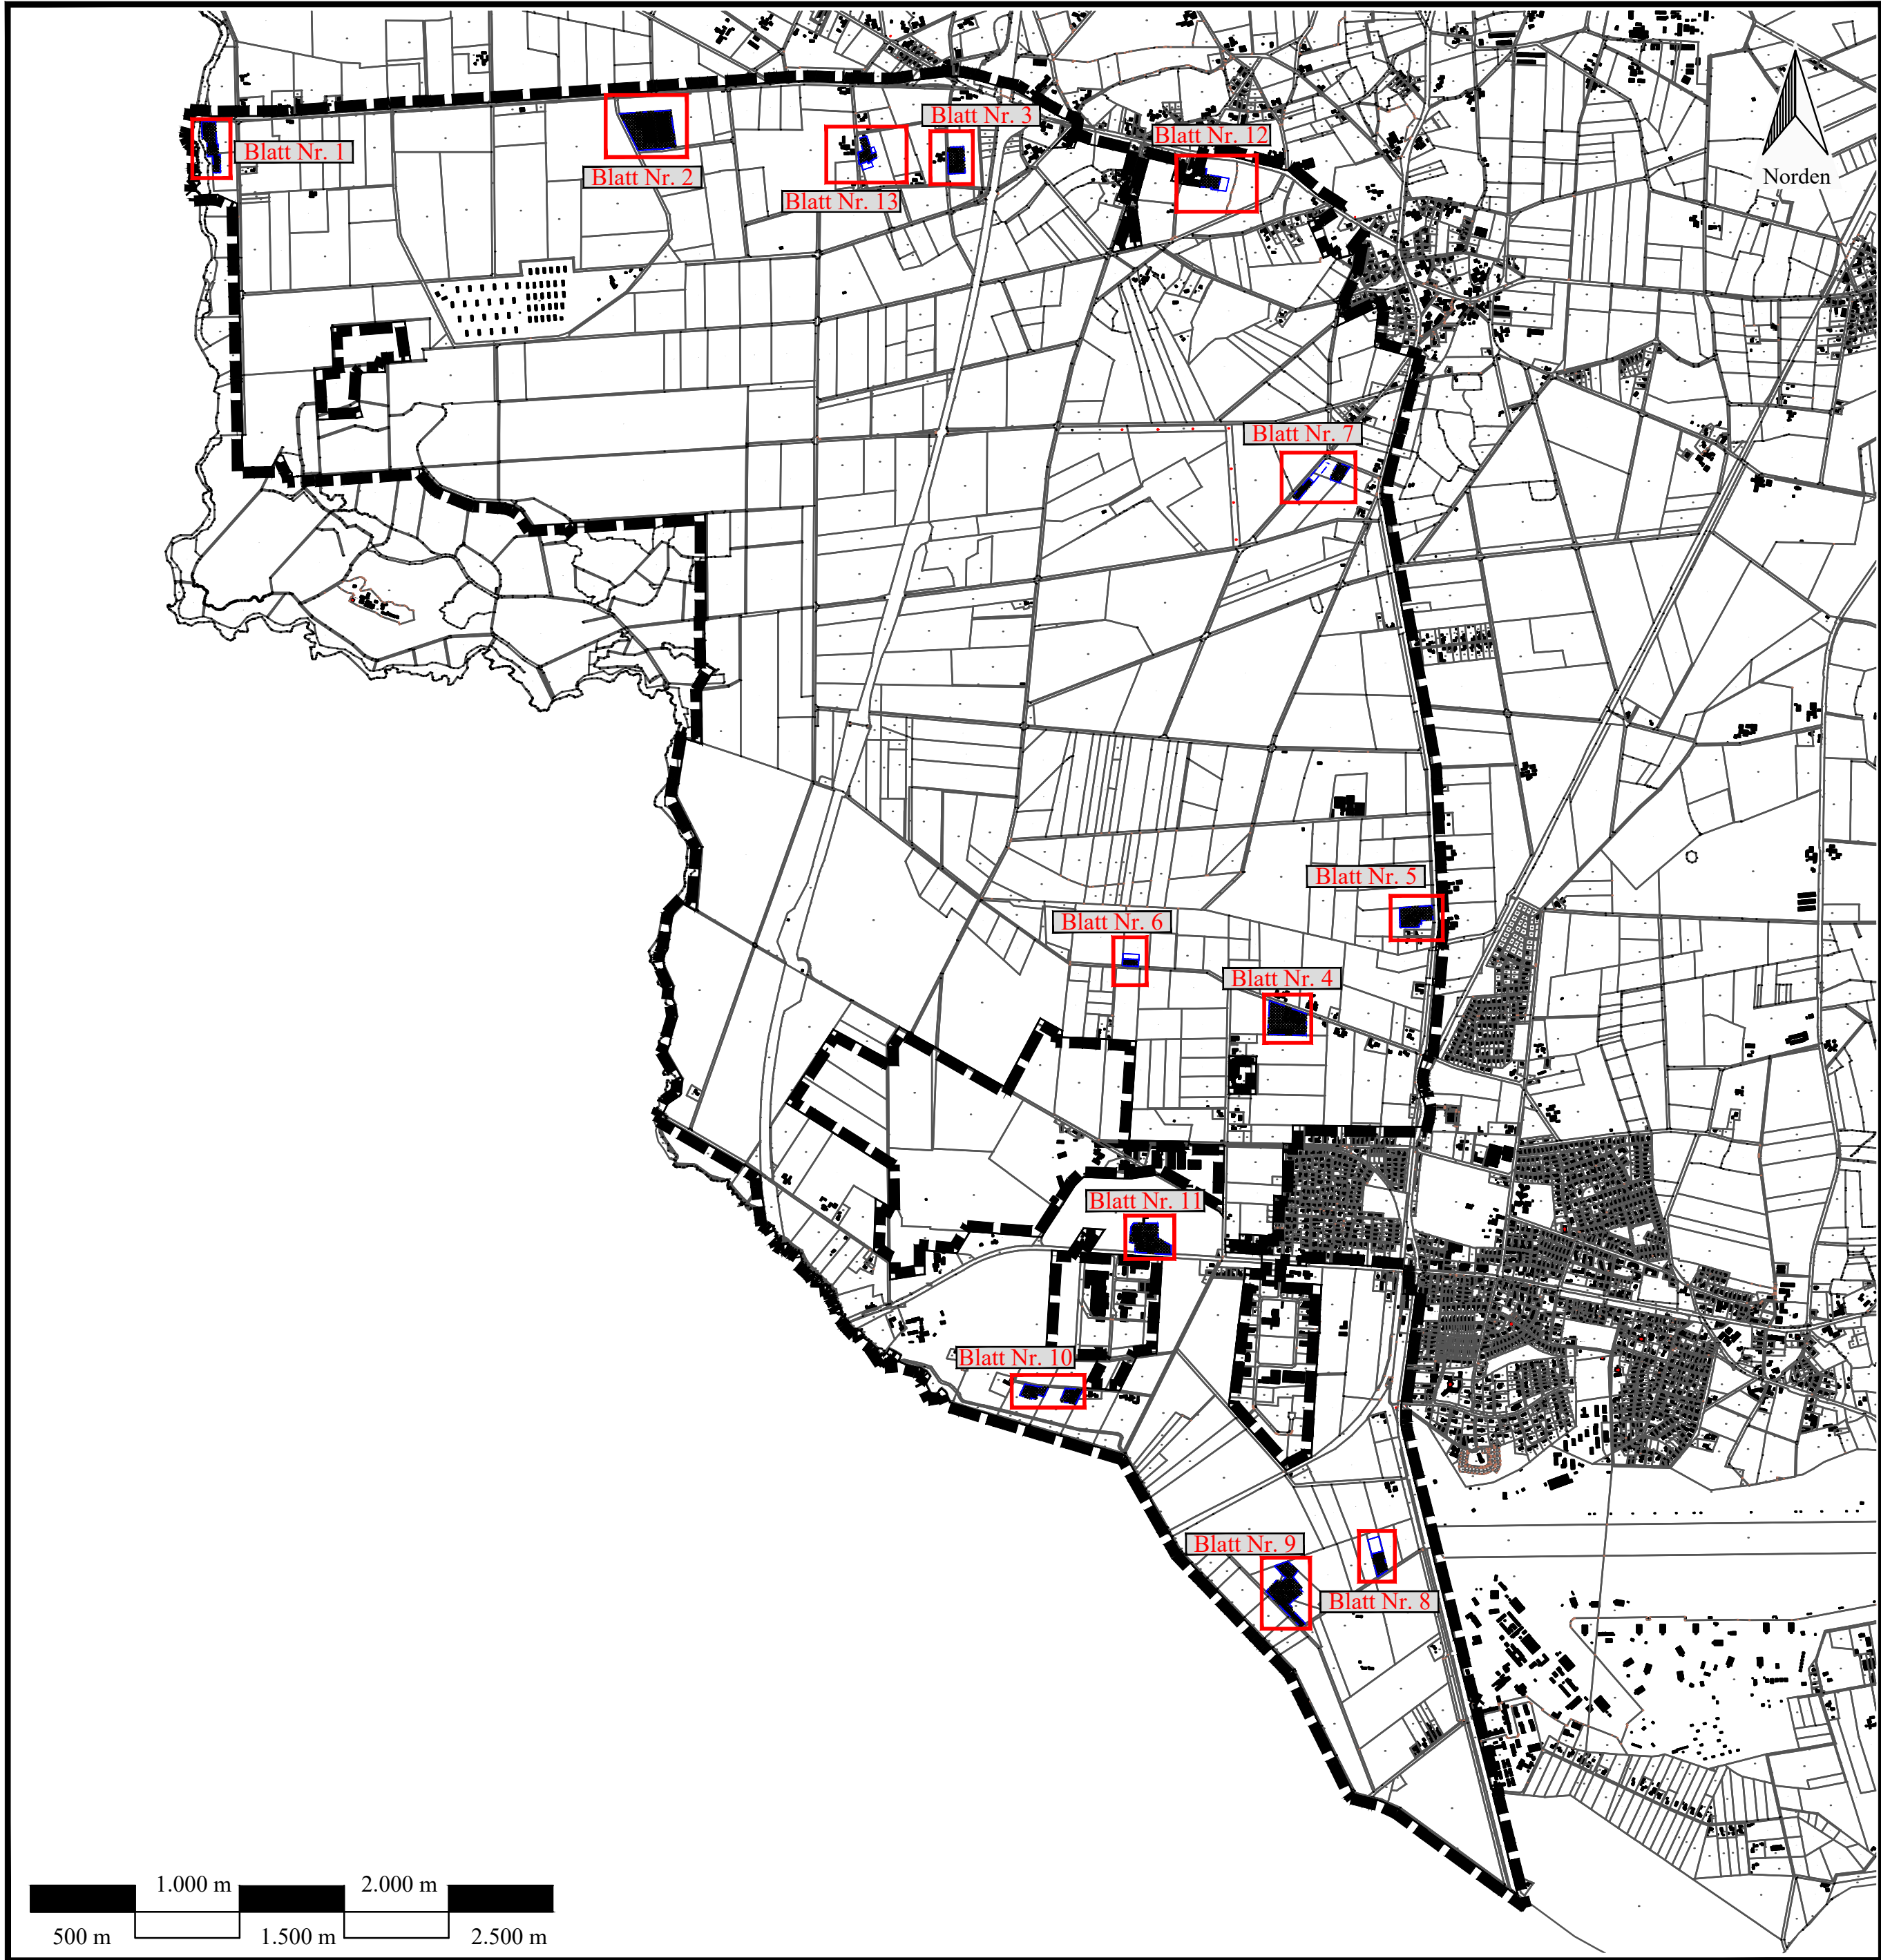 Blatt Nr. 3
Blatt Nr. 12
Blatt Nr. 1
Blatt Nr. 2
Norden
Blatt Nr. 13
Blatt Nr. 7
Blatt Nr. 5
Blatt Nr. 6
Blatt Nr. 4
Blatt Nr. 11
Blatt Nr. 10
Blatt Nr. 9
Blatt Nr. 8
1.000 m
2.000 m
500 m
1.500 m
2.500 m